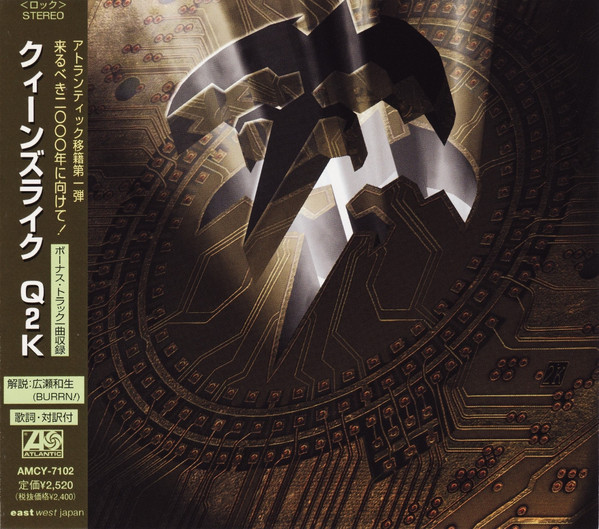 <ロック>
STEREO
アトランティック移籍第一弾
来るべき二〇〇〇年に向けて!
クィーンズライク Q2K
ボーナス・トラック一曲収録
解説:広瀬和生
(BURRN!)
歌詞・対訳付
ATLANTIC
AMCY-7102
定価¥2,520
(税抜価格¥2,400)
eastwest japan